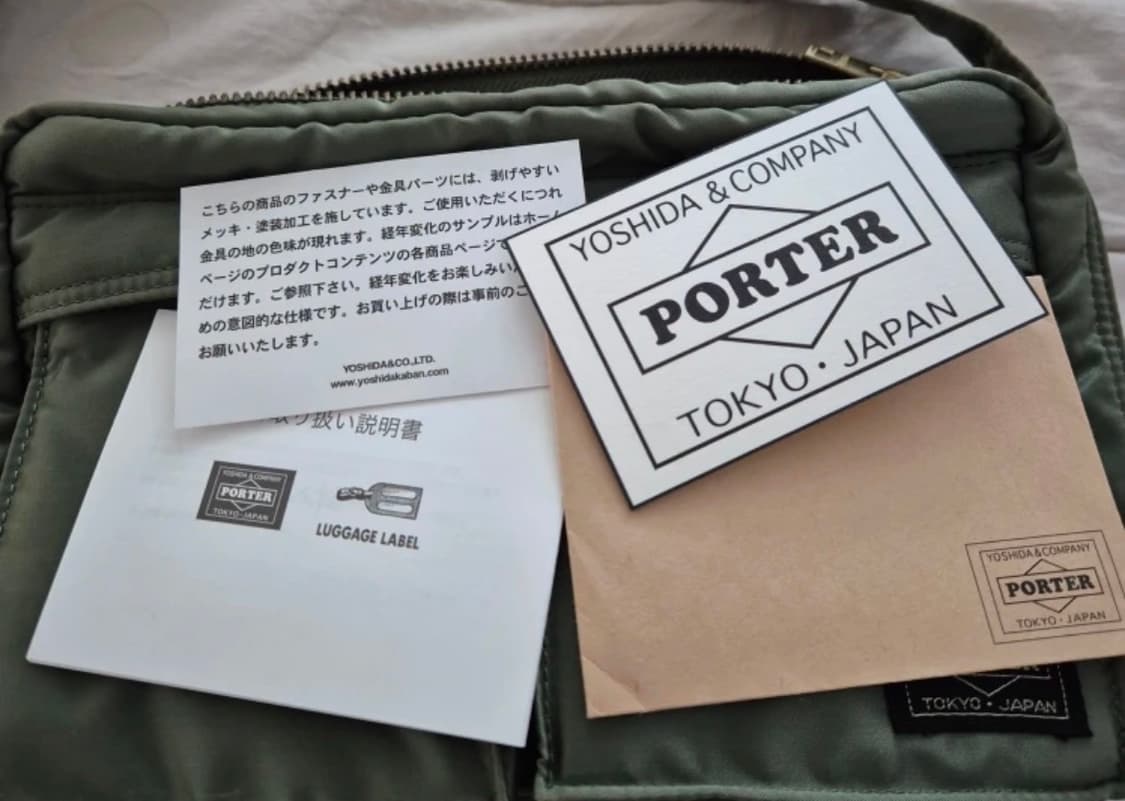 こちらの商品のファスナーや金具パーツには、剥げやすい
メッキ・塗装加工を施しています。ご使用いただくにつれ
金具の地の色味が現れます。経年変化のサンプルはホーム
ページのプロダクトコンテンツの各商品ページで
だけます。ご参照下さい。経年変化をお楽しみい
めの意図的な仕様です。お買い上げの際は事前のご
お願いいたします。
YOSHIDA&CO.,LTD.
www.yoshidakaban.com
取り扱い説明書
YOSHIDA & COMPANY
PORTER
TOKYO・JAPAN
LUGGAGE LABEL
YOSHIDA & COMPANY
PORTER
TOKYO・JAPAN
YOSHIDA & COMPANY
PORTER
TOKYO・JAPAN
TOKYO・JAPAN